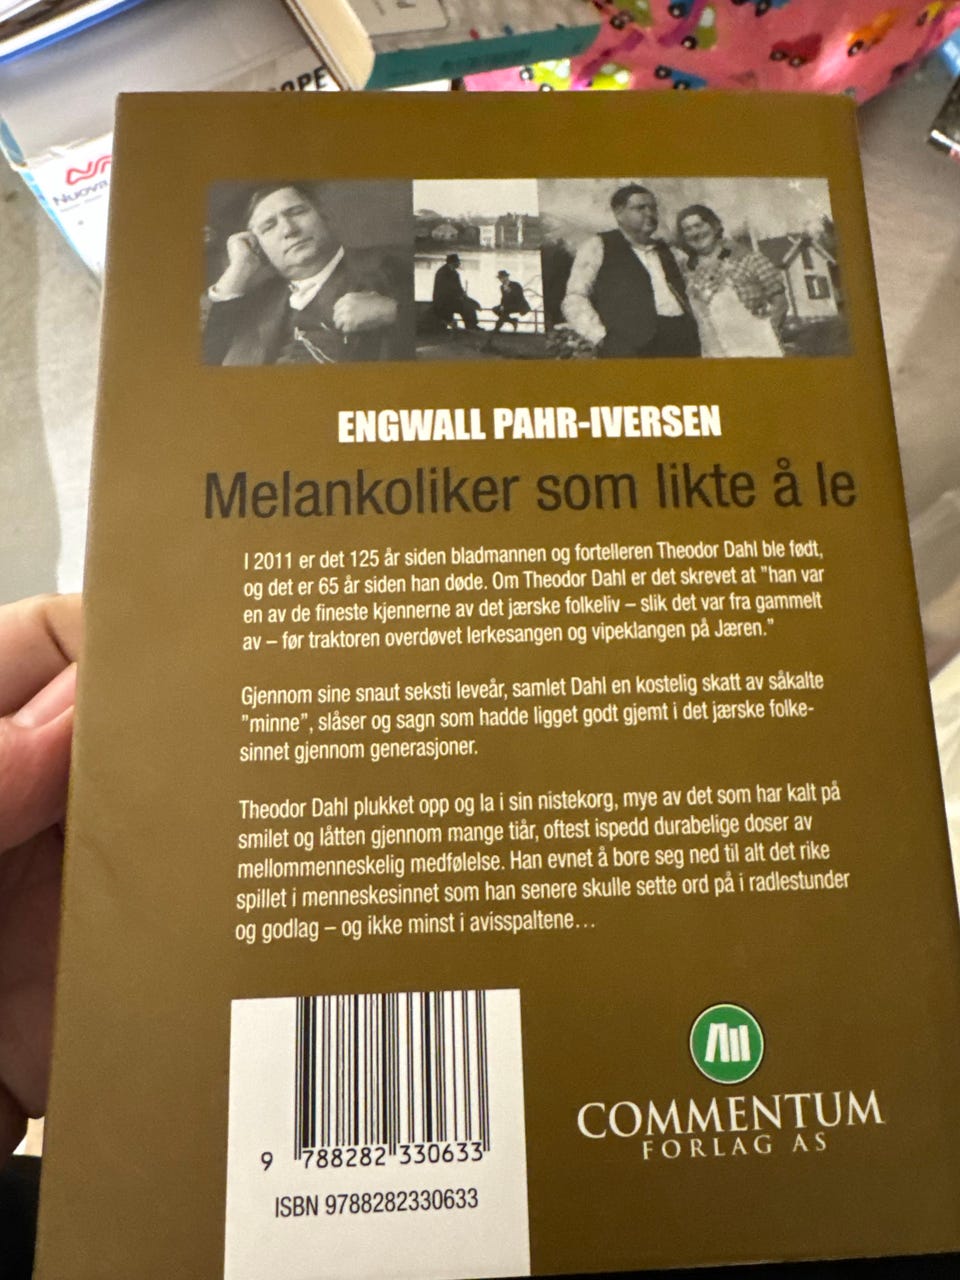 OPE
NUOVI
ENGWALL PAHR-IVERSEN
Melankoliker som likte å le
I 2011 er det 125 år siden bladmannen og fortelleren Theodor Dahl ble født,
og det er 65 år siden han døde. Om Theodor Dahl er det skrevet at "han var
en av de fineste kjennerne av det jærske folkeliv – slik det var fra gammelt
av – før traktoren overdøvet lerkesangen og vipeklangen på Jæren."
Gjennom sine snaut seksti leveår, samlet Dahl en kostelig skatt av såkalte
"minne", slåser og sagn som hadde ligget godt gjemt i det jærske folke-
sinnet gjennom generasjoner.
Theodor Dahl plukket opp og la i sin nistekorg, mye av det som har kalt på
smilet og låtten gjennom mange tiår, oftest ispedd durabelige doser av
mellommenneskelig medfølelse. Han evnet å bore seg ned til alt det rike
spillet i menneskesinnet som han senere skulle sette ord på i radlestunder
og godlag – og ikke minst i avisspaltene...
9 788282 330633
ISBN 9788282330633
COMMENTUM
FORLAG AS